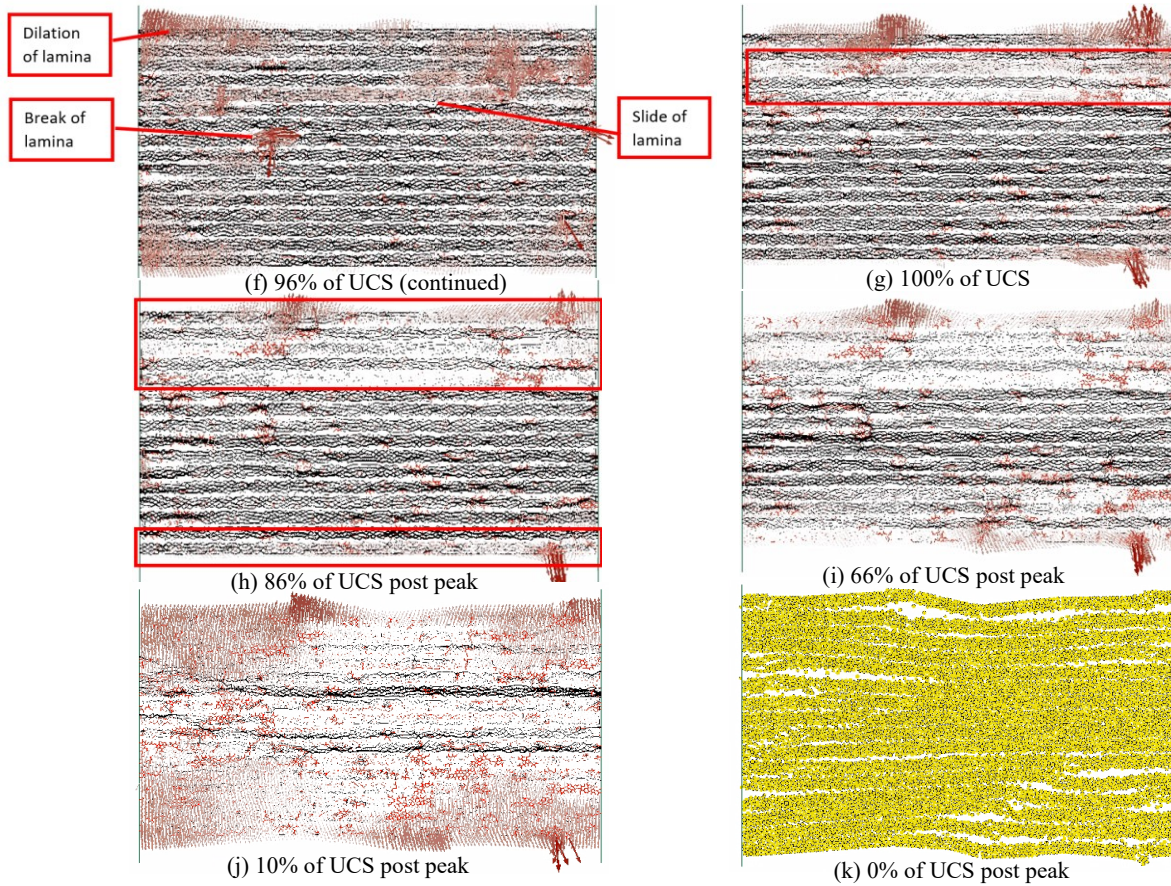 Dilation
of lamina
Break of
lamina
Slide of
lamina
(f) 96% of UCS (continued)
(g) 100% of UCS
(h) 86% of UCS post peak
(i) 66% of UCS post peak
(j) 10% of UCS post peak
(k) 0% of UCS post peak